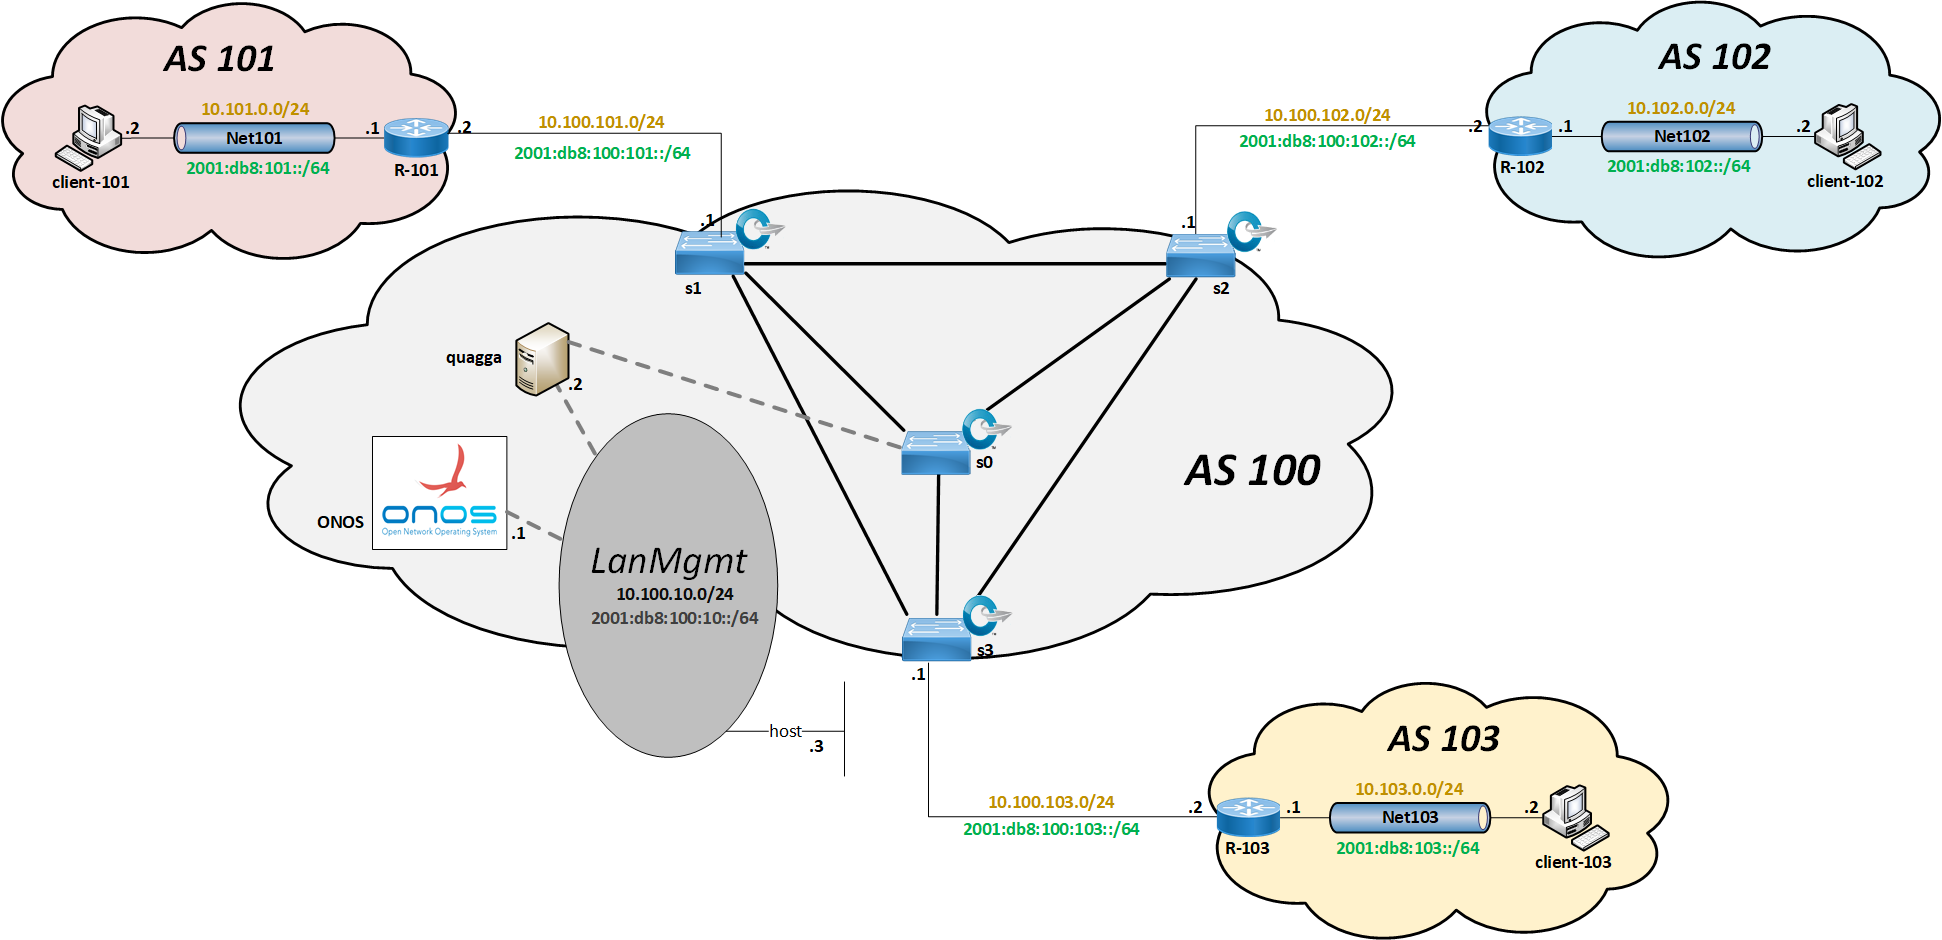 AS 101
10.101.0.0/24
.2
Net101
.1
2001:db8:101::/64
client-101
R-101
.2
10.100.101.0/24
2001:db8:100:101::/64
.1
s1
AS 102
10.100.102.0/24
2001:db8:100:102::/64
.2
10.102.0.0/24
.1
Net102
.2
2001:db8:102::/64
R-102
client-102
.1
s2
quagga
.2
s0
AS 100
ONOS
onos
Open Network Operating System
.1
LanMgmt
10.100.10.0/24
2001:db8:100:10::/64
s3
.1
host
.3
AS 103
10.100.103.0/24
2001:db8:100:103::/64
.2
10.103.0.0/24
.1
Net103
.2
2001:db8:103::/64
R-103
client-103